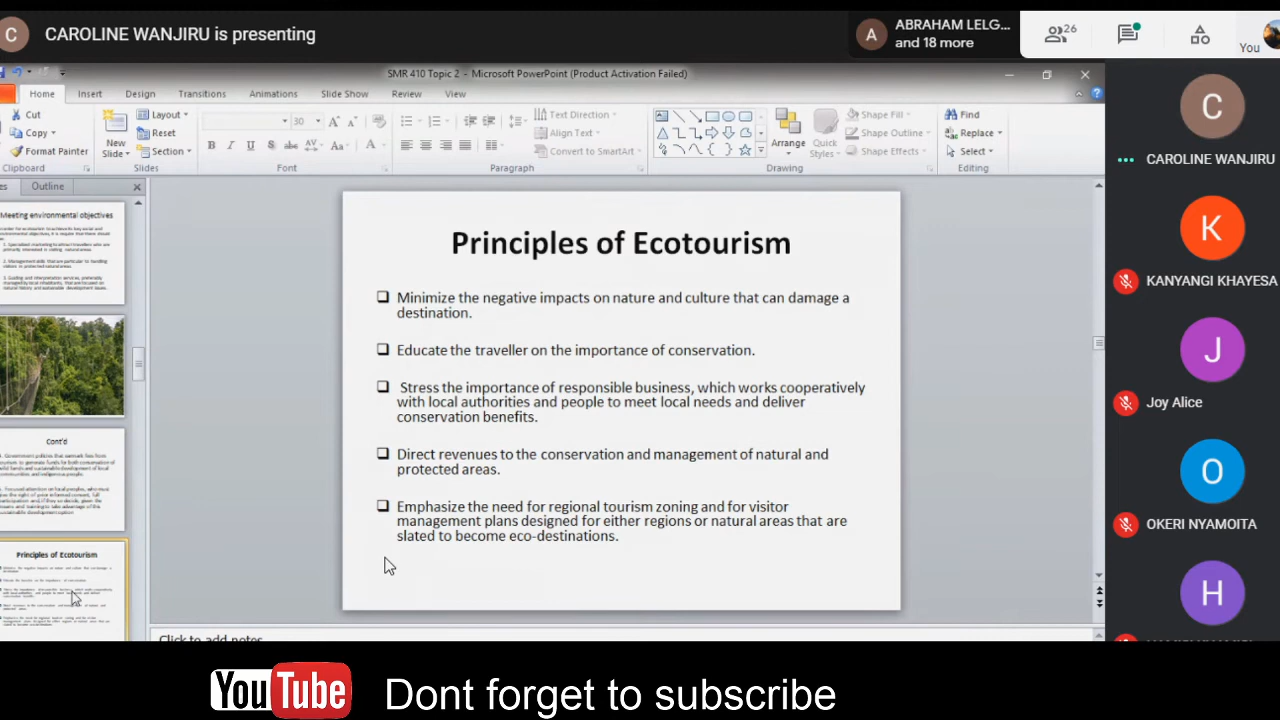 C CAROLINE WANJIRU is presenting
A ABRAHAM LELG...
and 18 more
26
You
SMR 410 Topic 2 - Microsoft PowerPoint (Product Activation Failed)
Home Insert Design Transitions Animations Slide Show Review View
Cut
Copy
Format Painter
Clipboard
New
Slide
Layout
Reset
Section
Slides
30
B I U S abc AV Aa A
Font
Text Direction
Align Text
Convert to SmartArt
Paragraph
Arrange
Quick
Styles
Shape Fill
Shape Outline
Shape Effects
Drawing
Find
Replace
Select
Editing
Outline
Meeting environmental objectives
Cont'd
Principles of Ecotourism
Principles of Ecotourism
Minimize the negative impacts on nature and culture that can damage a
destination.
Educate the traveller on the importance of conservation.
Stress the importance of responsible business, which works cooperatively
with local authorities and people to meet local needs and deliver
conservation benefits.
Direct revenues to the conservation and management of natural and
protected areas.
Emphasize the need for regional tourism zoning and for visitor
management plans designed for either regions or natural areas that are
slated to become eco-destinations.
Click to add notes
C
CAROLINE WANJIRU
K
KANYANGI KHAYESA
J
Joy Alice
O
OKERI NYAMOITA
H
YouTube Dont forget to subscribe